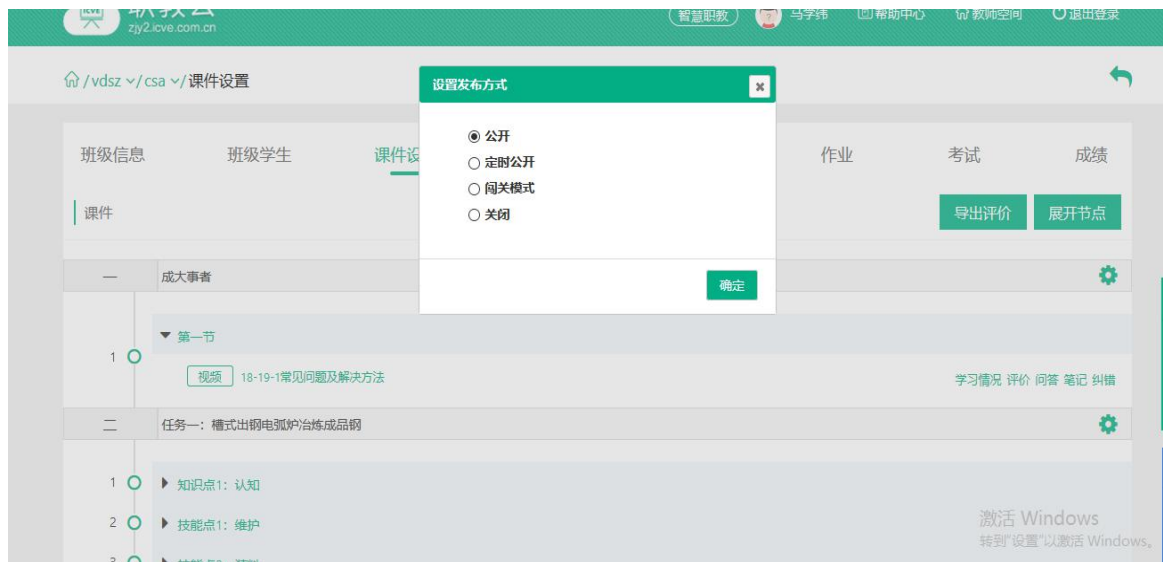 职教云
zjy2.icve.com.cn
智慧职教 马学纬 帮助中心 教师空间 退出登录
/vdsz /csa /课件设置
设置发布方式
公开
定时公开
闯关模式
关闭
确定
班级信息 班级学生 课件设 作业 考试 成绩
课件 导出评价 展开节点
一 成大事者
1 第一节
视频 18-19-1常见问题及解决方法 学习情况 评价 问答 笔记 纠错
二 任务一：槽式出钢电弧炉冶炼成品钢
1 知识点1：认知
2 技能点1：维护
激活 Windows
转到"设置"以激活 Windows。